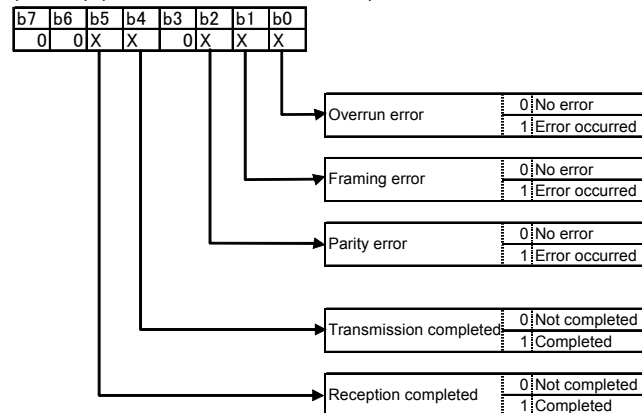 b7 b6 b5 b4 b3 b2 b1 b0
0 0 X X 0 X X X
Overrun error 0 No error
1 Error occurred
Framing error 0 No error
1 Error occurred
Parity error 0 No error
1 Error occurred
Transmission completed 0 Not completed
1 Completed
Reception completed 0 Not completed
1 Completed